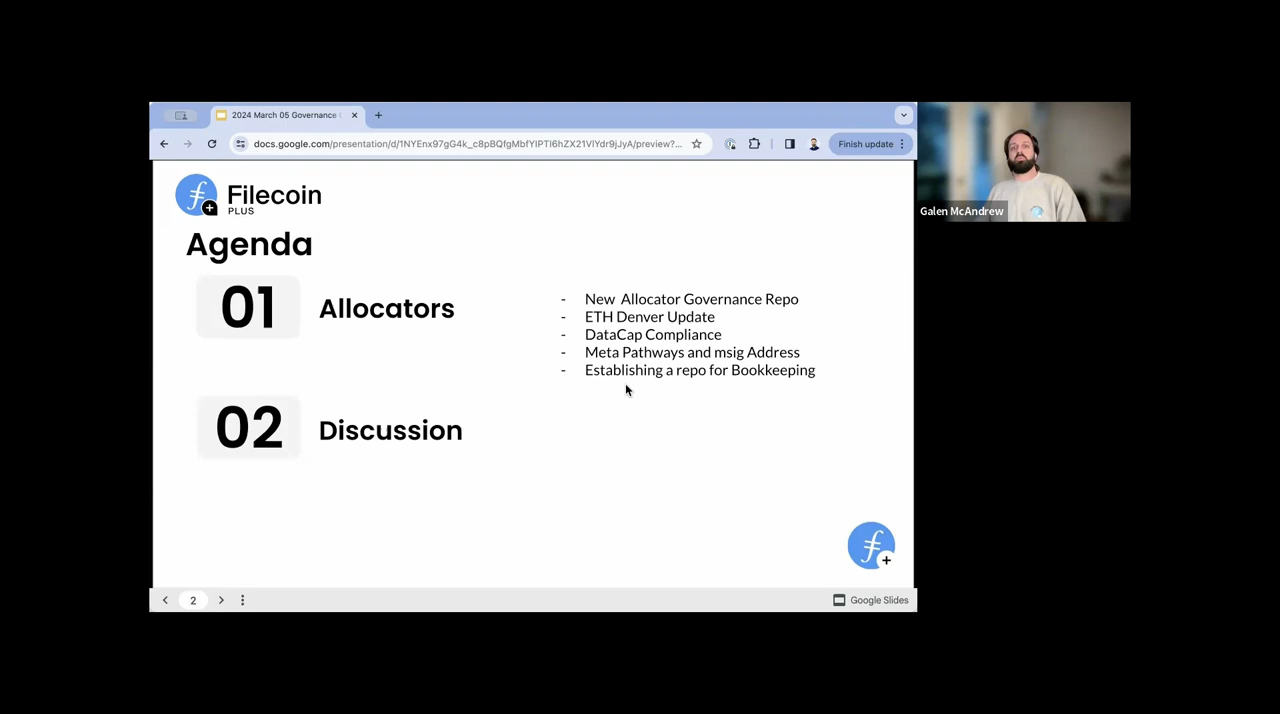 2024 March 05 Governance
docs.google.com/presentation/d/1NYEnx97gG4k_c8pBQfgMbfYIPTI6hZX21VlYdr9jJyA/preview?...
Finish update
Filecoin
PLUS
Agenda
01
Allocators
- New Allocator Governance Repo
- ETH Denver Update
- DataCap Compliance
- Meta Pathways and msig Address
- Establishing a repo for Bookkeeping
02
Discussion
2
Google Slides
Galen McAndrew